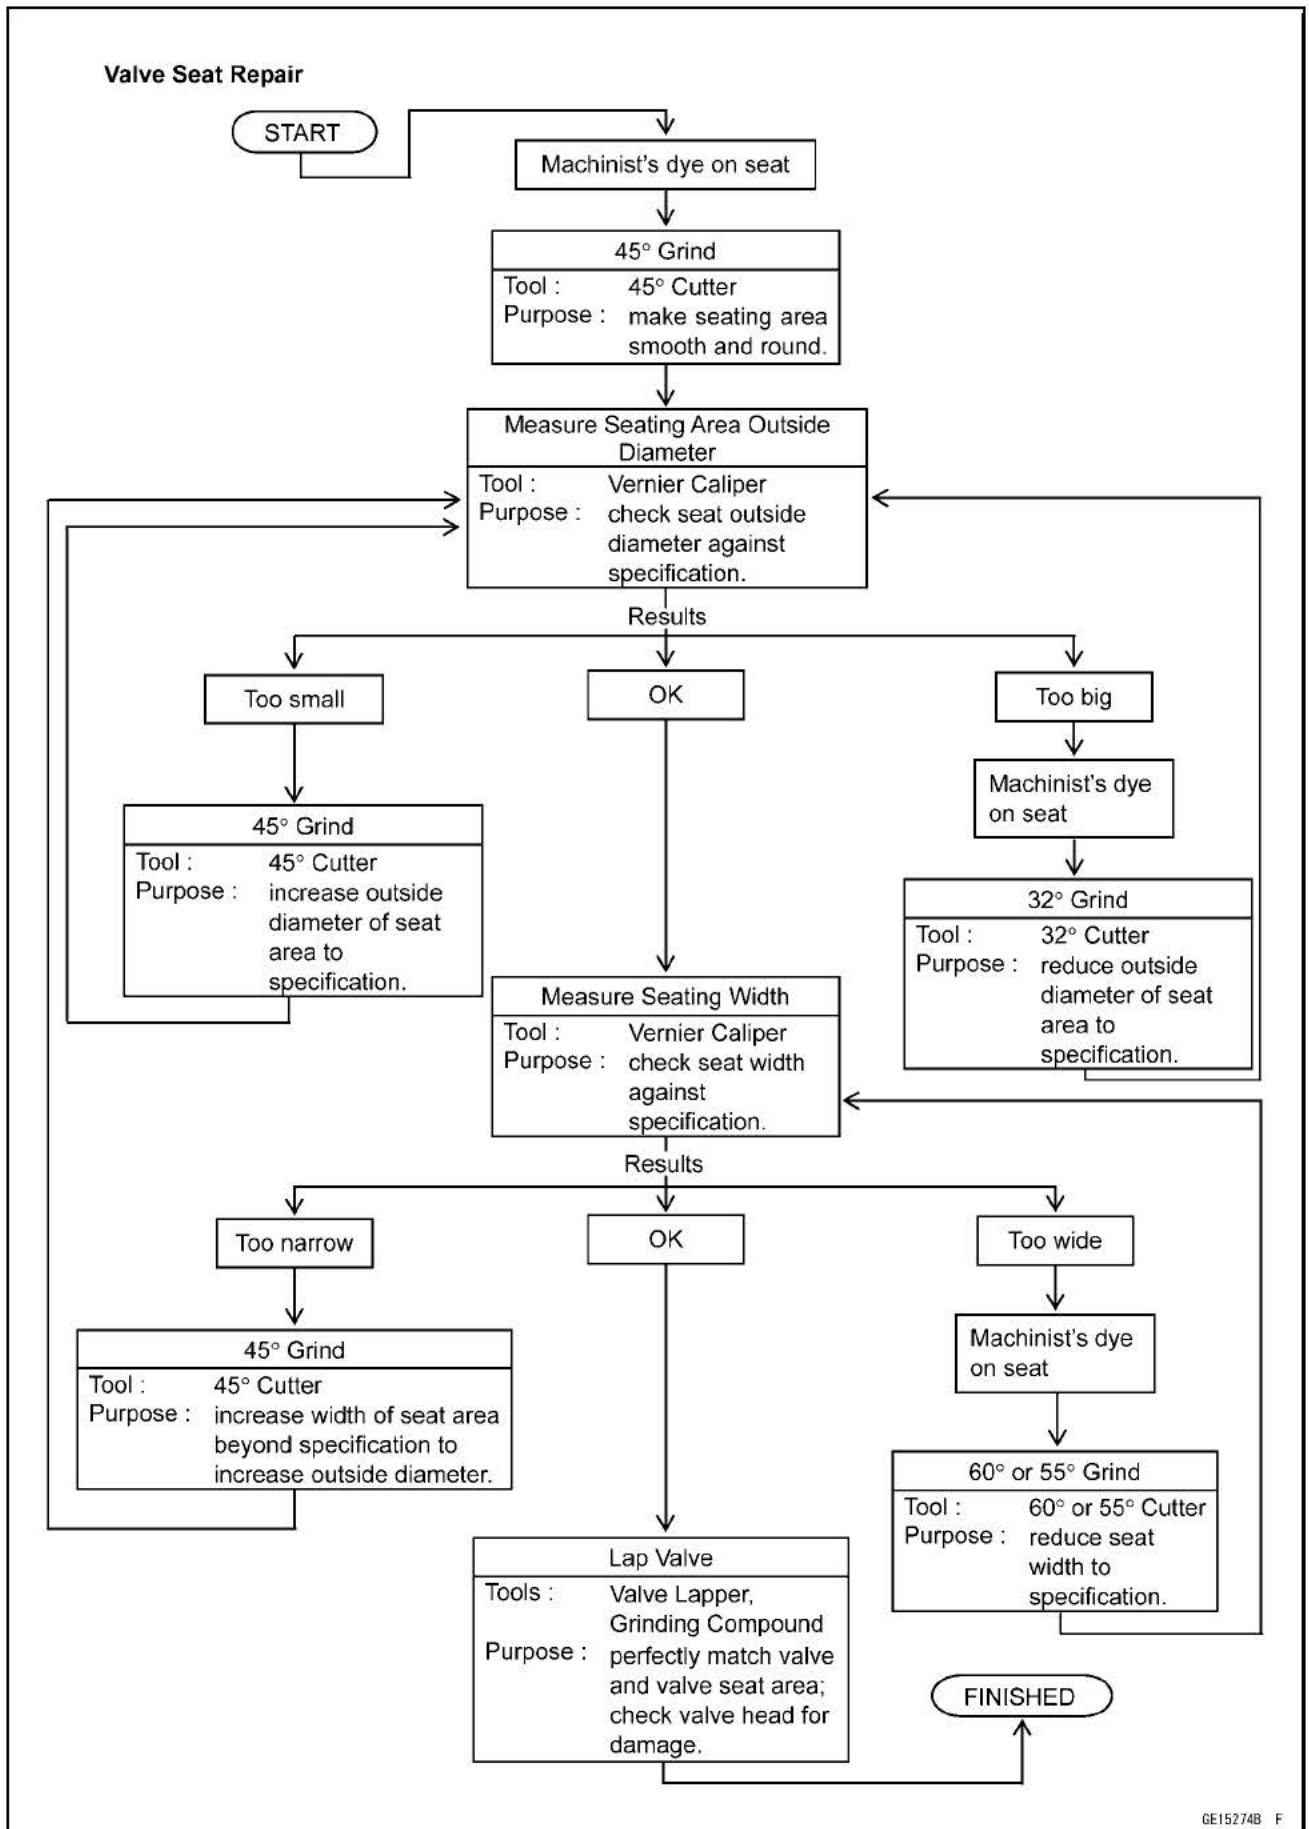 Valve Seat Repair
START
Machinist's dye on seat
45° Grind
Tool : 45° Cutter
Purpose : make seating area
smooth and round.
Measure Seating Area Outside
Diameter
Tool : Vernier Caliper
Purpose : check seat outside
diameter against
specification.
Results
Too small
OK
Too big
Machinist's dye
on seat
45° Grind
Tool : 45° Cutter
Purpose : increase outside
diameter of seat
area to
specification.
32° Grind
Tool : 32° Cutter
Purpose : reduce outside
diameter of seat
area to
specification.
Measure Seating Width
Tool : Vernier Caliper
Purpose : check seat width
against
specification.
Results
Too narrow
OK
Too wide
Machinist's dye
on seat
45° Grind
Tool : 45° Cutter
Purpose : increase width of seat area
beyond specification to
increase outside diameter.
60° or 55° Grind
Tool : 60° or 55° Cutter
Purpose : reduce seat
width to
specification.
Lap Valve
Tools : Valve Lapper,
Grinding Compound
Purpose : perfectly match valve
and valve seat area;
check valve head for
damage.
FINISHED
GE15274B F